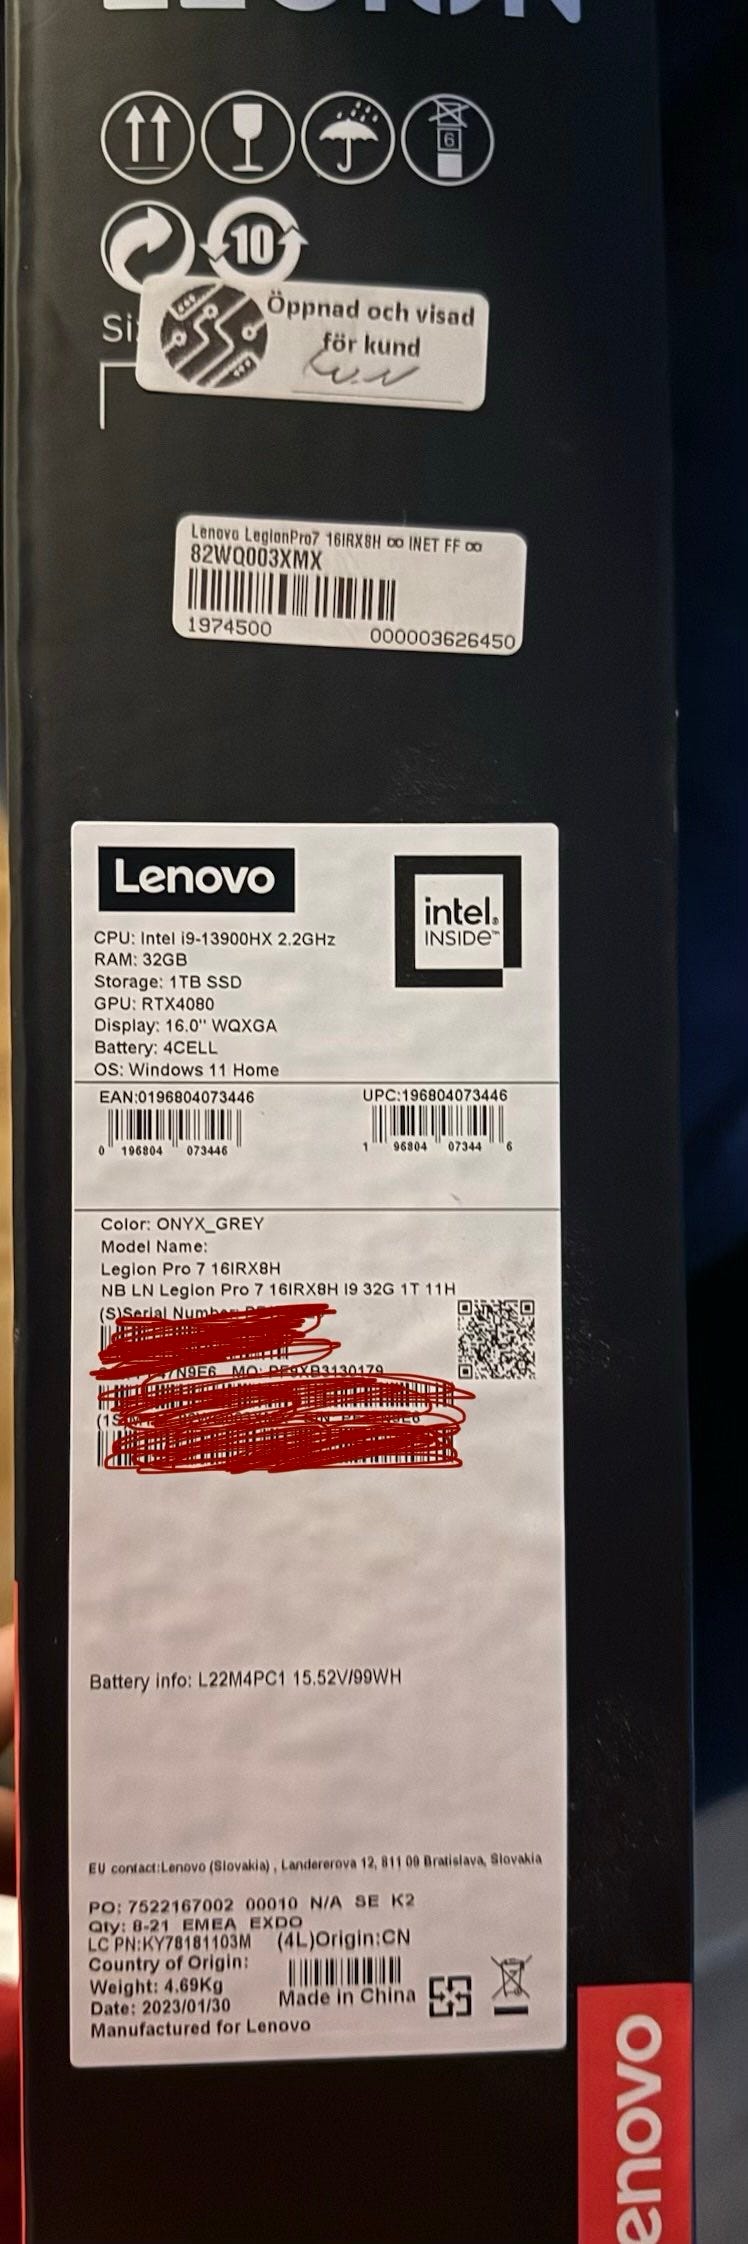 LEGION
6
10
Öppnad och visad
för kund
Lenovo LegionPro7 16IRX8H ∞ INET FF ∞
82WQ003XMX
1974500 000003626450
Lenovo
intel.
INSIDE™
CPU: Intel i9-13900HX 2.2GHz
RAM: 32GB
Storage: 1TB SSD
GPU: RTX4080
Display: 16.0" WQXGA
Battery: 4CELL
OS: Windows 11 Home
EAN:0196804073446 UPC:196804073446
0 196804 073446 1 96804 07344 6
Color: ONYX_GREY
Model Name:
Legion Pro 7 16IRX8H
NB LN Legion Pro 7 16IRX8H I9 32G 1T 11H
(S)Serial
Battery info: L22M4PC1 15.52V/99WH
EU contact:Lenovo (Slovakia) , Landererova 12, 811 09 Bratislava, Slovakia
PO: 7522167002 00010 N/A SE K2
Qty: 8-21 EMEA EXDO
LC PN:KY78181103M (4L)Origin:CN
Country of Origin:
Weight: 4.69Kg
Made in China
Date: 2023/01/30
Manufactured for Lenovo
Lenovo